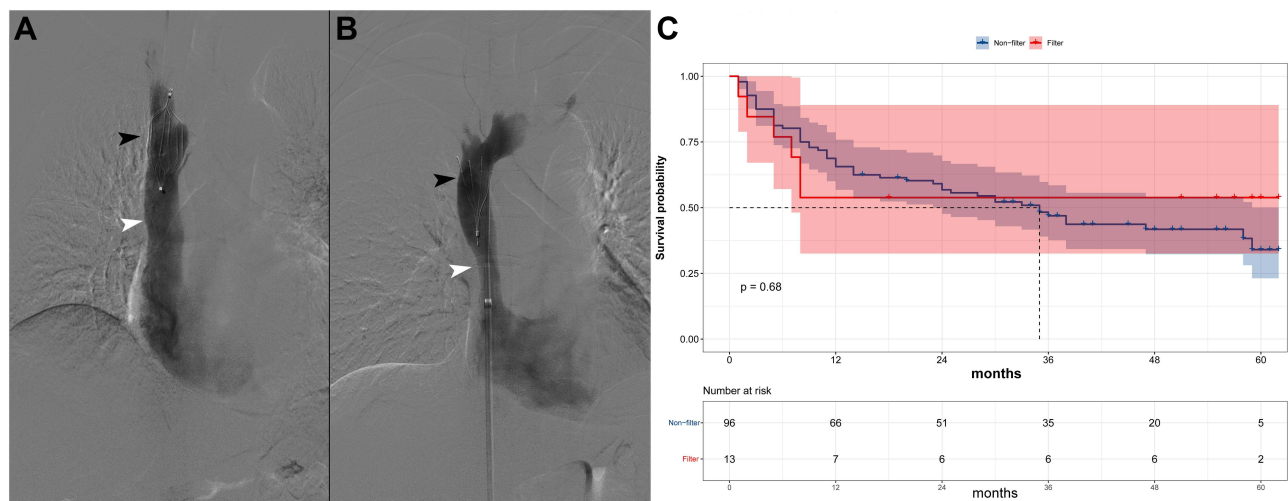 A
B
C
Non-filter Filter
1.00
0.75
0.50
0.25
0.00
Survival probability
p = 0.68
0 12 24 36 48 60
months
Number at risk
Non-filter 96 66 51 35 20 5
Filter 13 7 6 6 6 2
0 12 24 36 48 60
months